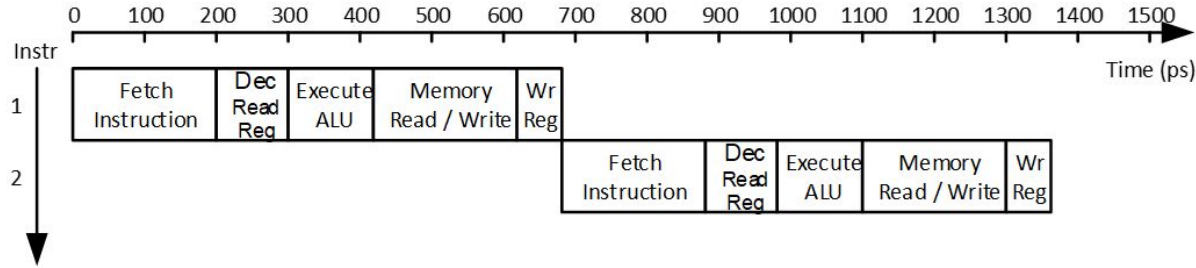 0 100 200 300 400 500 600 700 800 900 1000 1100 1200 1300 1400 1500
Instr
Time (ps)
1
Fetch
Instruction
Dec
Read
Reg
Execute
ALU
Memory
Read / Write
Wr
Reg
2
Fetch
Instruction
Dec
Read
Reg
Execute
ALU
Memory
Read / Write
Wr
Reg